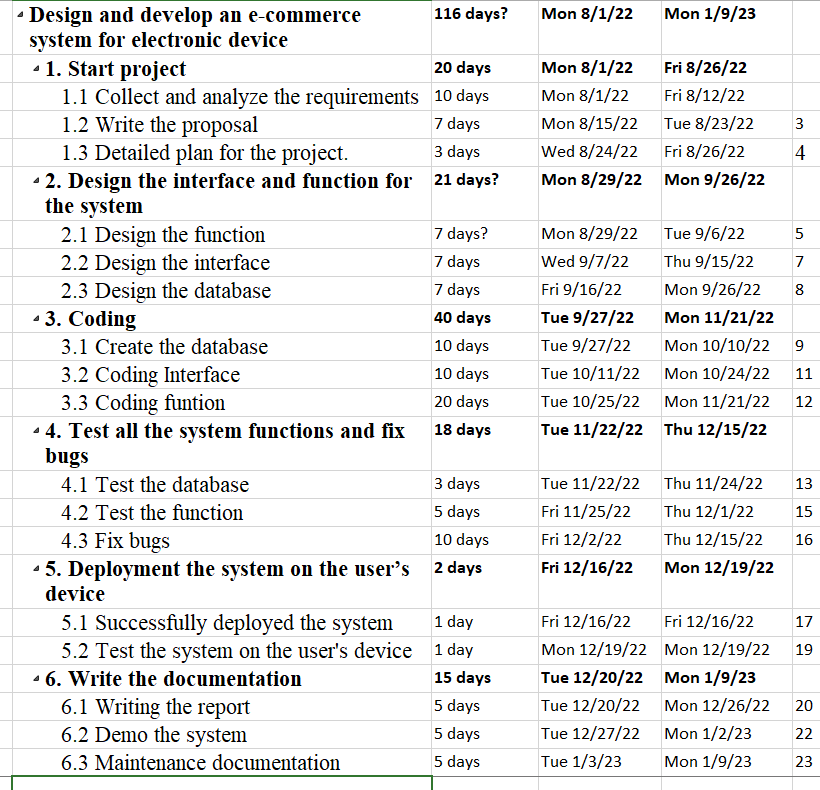 Design and develop an e-commerce 116 days? Mon 8/1/22 Mon 1/9/23
system for electronic device
1. Start project 20 days Mon 8/1/22 Fri 8/26/22
1.1 Collect and analyze the requirements 10 days Mon 8/1/22 Fri 8/12/22
1.2 Write the proposal 7 days Mon 8/15/22 Tue 8/23/22 3
1.3 Detailed plan for the project. 3 days Wed 8/24/22 Fri 8/26/22 4
2. Design the interface and function for 21 days? Mon 8/29/22 Mon 9/26/22
the system
2.1 Design the function 7 days? Mon 8/29/22 Tue 9/6/22 5
2.2 Design the interface 7 days Wed 9/7/22 Thu 9/15/22 7
2.3 Design the database 7 days Fri 9/16/22 Mon 9/26/22 8
3. Coding 40 days Tue 9/27/22 Mon 11/21/22
3.1 Create the database 10 days Tue 9/27/22 Mon 10/10/22 9
3.2 Coding Interface 10 days Tue 10/11/22 Mon 10/24/22 11
3.3 Coding funtion 20 days Tue 10/25/22 Mon 11/21/22 12
4. Test all the system functions and fix 18 days Tue 11/22/22 Thu 12/15/22
bugs
4.1 Test the database 3 days Tue 11/22/22 Thu 11/24/22 13
4.2 Test the function 5 days Fri 11/25/22 Thu 12/1/22 15
4.3 Fix bugs 10 days Fri 12/2/22 Thu 12/15/22 16
5. Deployment the system on the user’s 2 days Fri 12/16/22 Mon 12/19/22
device
5.1 Successfully deployed the system 1 day Fri 12/16/22 Fri 12/16/22 17
5.2 Test the system on the user's device 1 day Mon 12/19/22 Mon 12/19/22 19
6. Write the documentation 15 days Tue 12/20/22 Mon 1/9/23
6.1 Writing the report 5 days Tue 12/20/22 Mon 12/26/22 20
6.2 Demo the system 5 days Tue 12/27/22 Mon 1/2/23 22
6.3 Maintenance documentation 5 days Tue 1/3/23 Mon 1/9/23 23